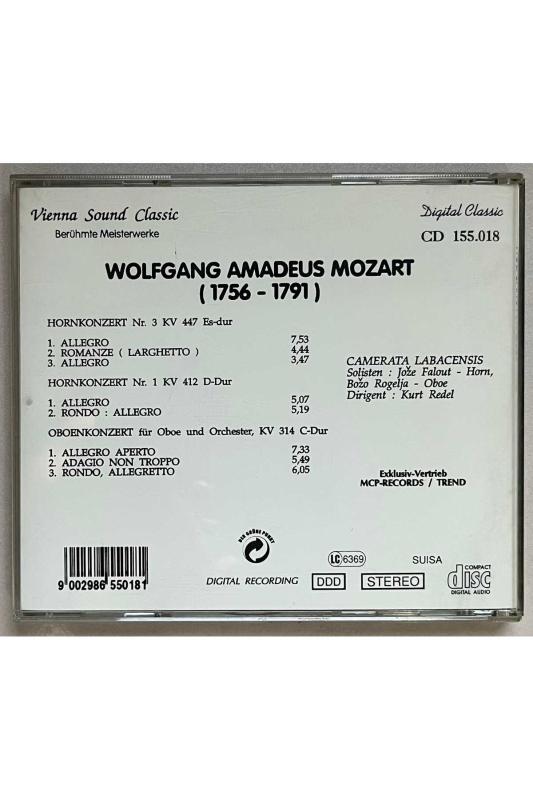 Vienna Sound Classic
Berühmte Meisterwerke
Digital Classic
CD 155.018
WOLFGANG AMADEUS MOZART
( 1756 - 1791 )
HORNKONZERT Nr. 3 KV 447 Es-dur
1. ALLEGRO 7,53
2. ROMANZE ( LARGHETTO ) 4,44
3. ALLEGRO 3,47
HORNKONZERT Nr. 1 KV 412 D-Dur
1. ALLEGRO 5,07
2. RONDO : ALLEGRO 5,19
OBOENKONZERT für Oboe und Orchester, KV 314 C-Dur
1. ALLEGRO APERTO 7,33
2. ADAGIO NON TROPPO 5,49
3. RONDO, ALLEGRETTO 6,05
CAMERATA LABACENSIS
Solisten : Jože Falout - Horn,
Božo Rogelja - Oboe
Dirigent : Kurt Redel
Exklusiv-Vertrieb
MCP-RECORDS / TREND
DER GRÜNE PUNKT
9 002986 550181
DIGITAL RECORDING
LC 6369
DDD
STEREO
SUISA
COMPACT
disc
DIGITAL AUDIO